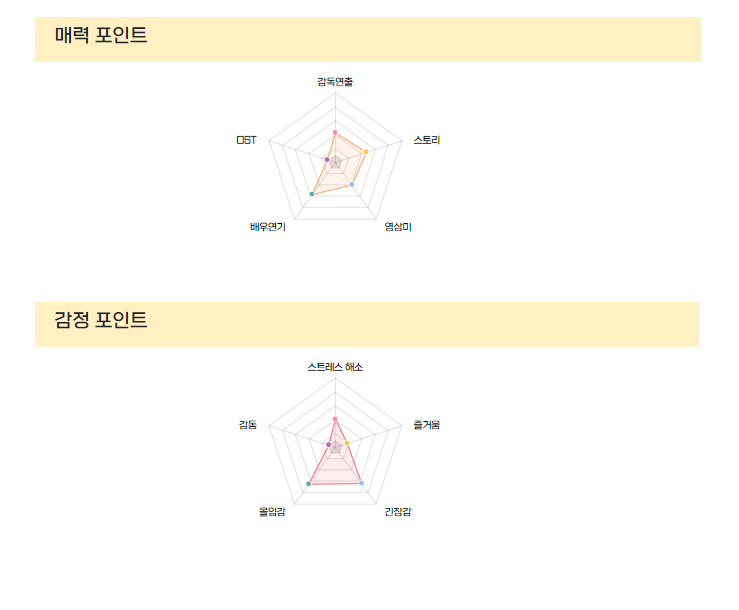 매력 포인트
감독연출
OST
스토리
배우연기
영상미
감정 포인트
스트레스 해소
감동
즐거움
몰입감
긴장감